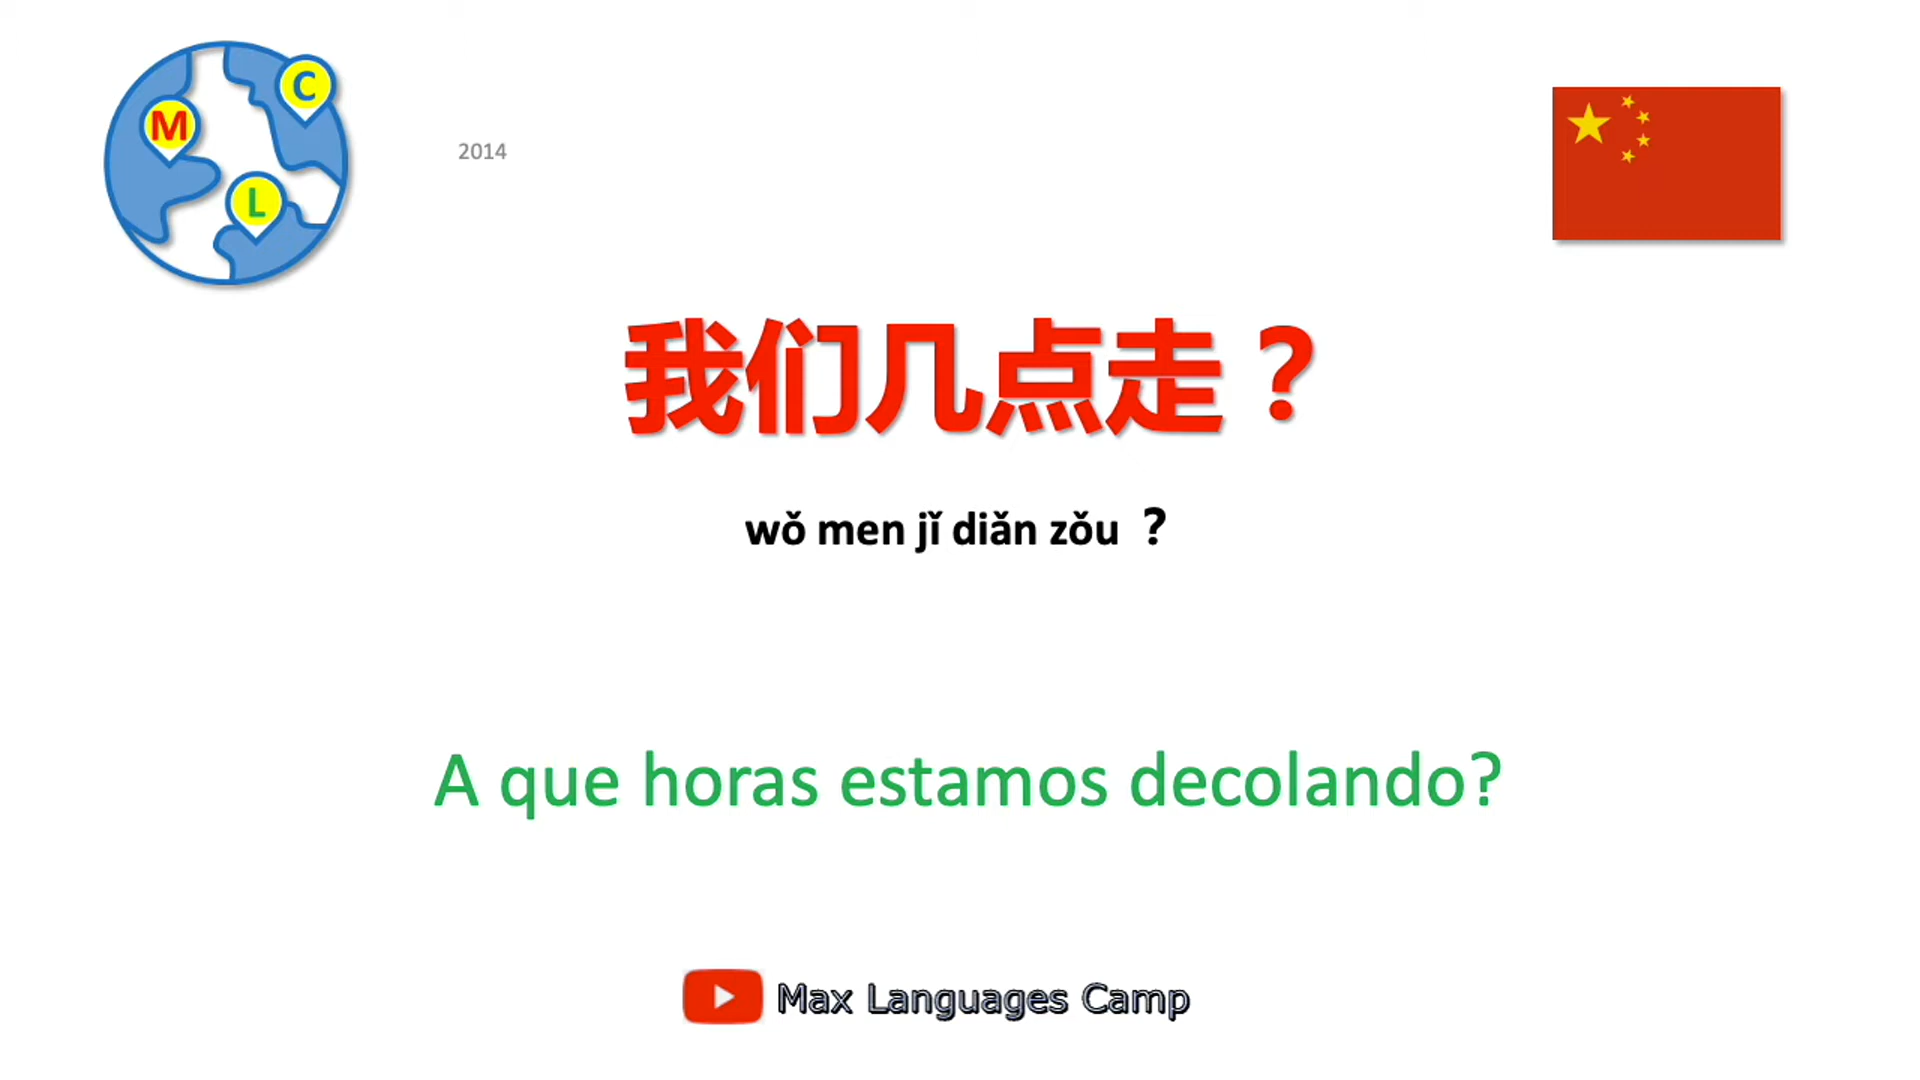 M
C
L
2014
我们几点走？
wǒ men jǐ diǎn zǒu ？
A que horas estamos decolando?
Max Languages Camp